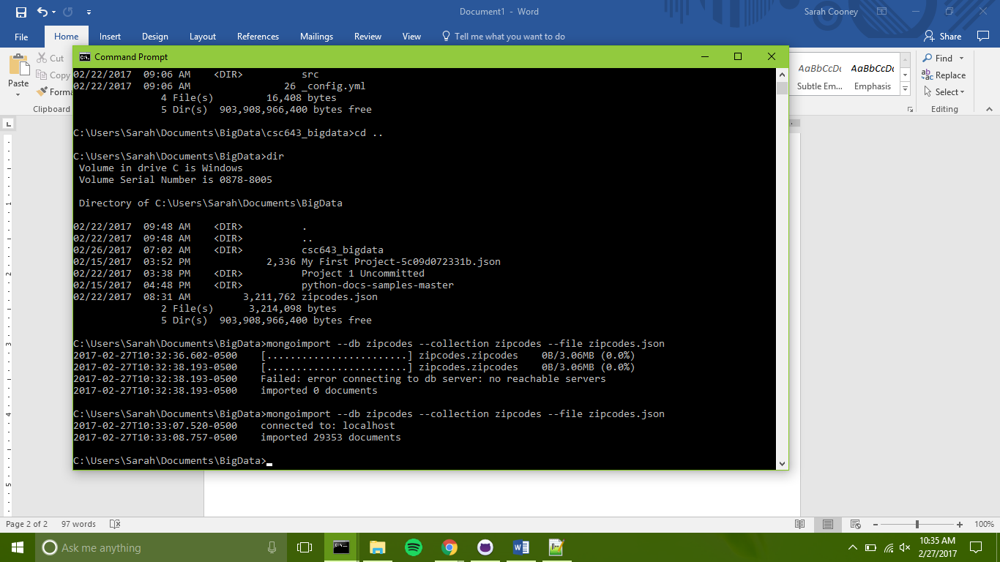 Document1 - Word
Sarah Cooney
File Home Insert Design Layout References Mailings Review View Tell me what you want to do Share
Cut
Copy
Forma
Paste
Clipboard
AaBbCcDc AaBbCcDc
Subtle Em... Emphasis
Find
Replace
Select
Editing
Command Prompt
02/22/2017  09:06 AM    <DIR>          src
02/22/2017  09:06 AM                26 _config.yml
               4 File(s)         16,408 bytes
               5 Dir(s)  903,908,966,400 bytes free
C:\Users\Sarah\Documents\BigData\csc643_bigdata>cd ..
C:\Users\Sarah\Documents\BigData>dir
 Volume in drive C is Windows
 Volume Serial Number is 0878-8005
 Directory of C:\Users\Sarah\Documents\BigData
02/22/2017  09:48 AM    <DIR>          .
02/22/2017  09:48 AM    <DIR>          ..
02/26/2017  07:02 AM    <DIR>          csc643_bigdata
02/15/2017  03:52 PM             2,336 My First Project-5c09d072331b.json
02/22/2017  03:38 PM    <DIR>          Project 1 Uncommitted
02/15/2017  04:48 PM    <DIR>          python-docs-samples-master
02/22/2017  08:31 AM         3,211,762 zipcodes.json
               2 File(s)      3,214,098 bytes
               5 Dir(s)  903,908,966,400 bytes free
C:\Users\Sarah\Documents\BigData>mongoimport --db zipcodes --collection zipcodes --file zipcodes.json
2017-02-27T10:32:36.602-0500    [........................] zipcodes.zipcodes    0B/3.06MB (0.0%)
2017-02-27T10:32:38.193-0500    [........................] zipcodes.zipcodes    0B/3.06MB (0.0%)
2017-02-27T10:32:38.193-0500    Failed: error connecting to db server: no reachable servers
2017-02-27T10:32:38.193-0500    imported 0 documents
C:\Users\Sarah\Documents\BigData>mongoimport --db zipcodes --collection zipcodes --file zipcodes.json
2017-02-27T10:33:07.520-0500    connected to: localhost
2017-02-27T10:33:08.757-0500    imported 29353 documents
C:\Users\Sarah\Documents\BigData>
1
2
3
4
5
Page 2 of 2 97 words
100%
Ask me anything
10:35 AM
2/27/2017